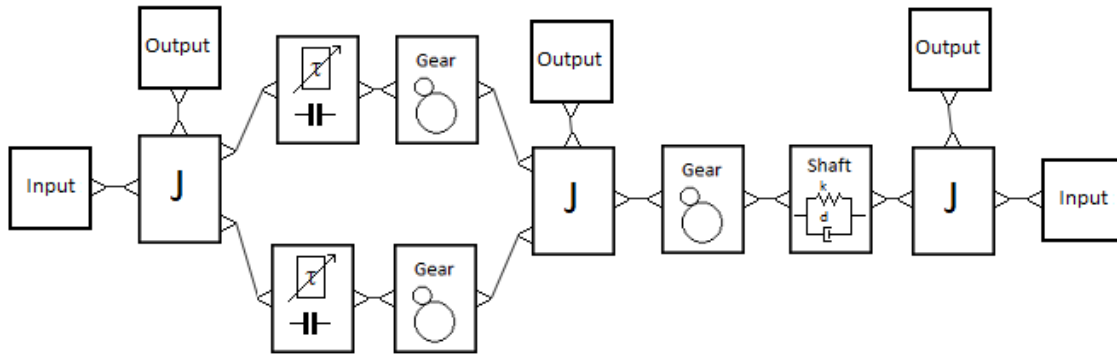 Output
Output
Output
τ
Gear
Input
J
J
Gear
Shaft
k
d
J
Input
τ
Gear